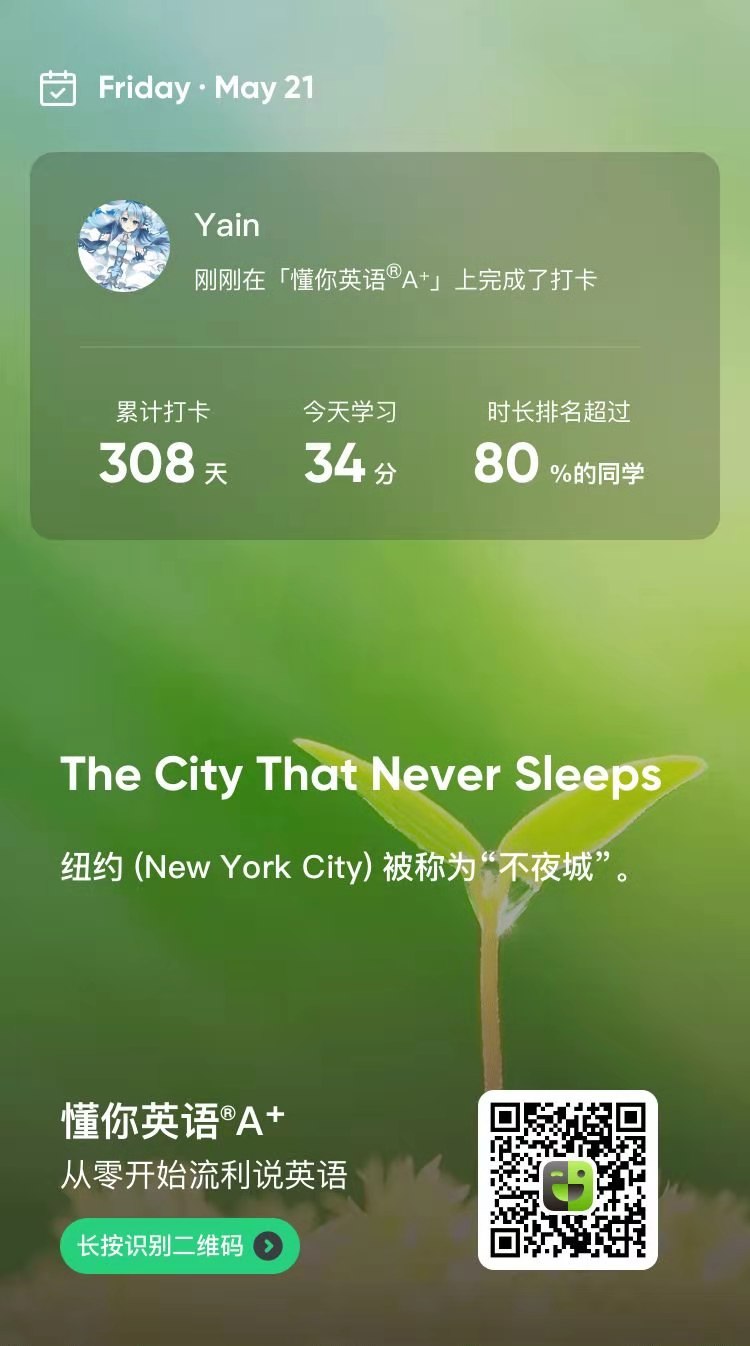 Friday · May 21
Yain
刚刚在「懂你英语®A⁺」上完成了打卡
累计打卡 今天学习 时长排名超过
308 天 34 分 80 %的同学
The City That Never Sleeps
纽约 (New York City) 被称为“不夜城”。
懂你英语®A⁺
从零开始流利说英语
长按识别二维码